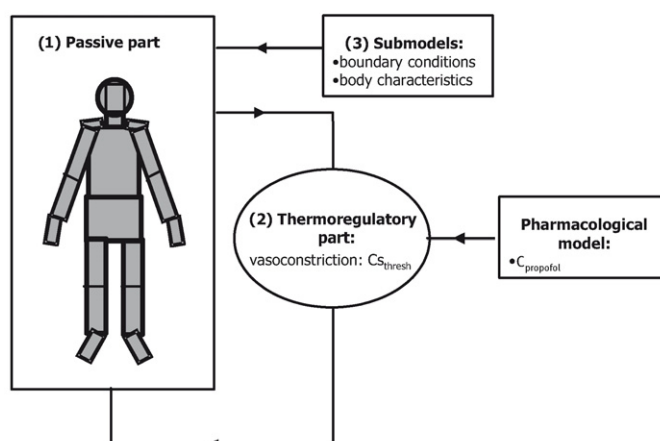 (1) Passive part
(3) Submodels:
•boundary conditions
•body characteristics
(2) Thermoregulatory
part:
vasoconstriction: Cs_thresh
Pharmacological
model:
•C_propofol